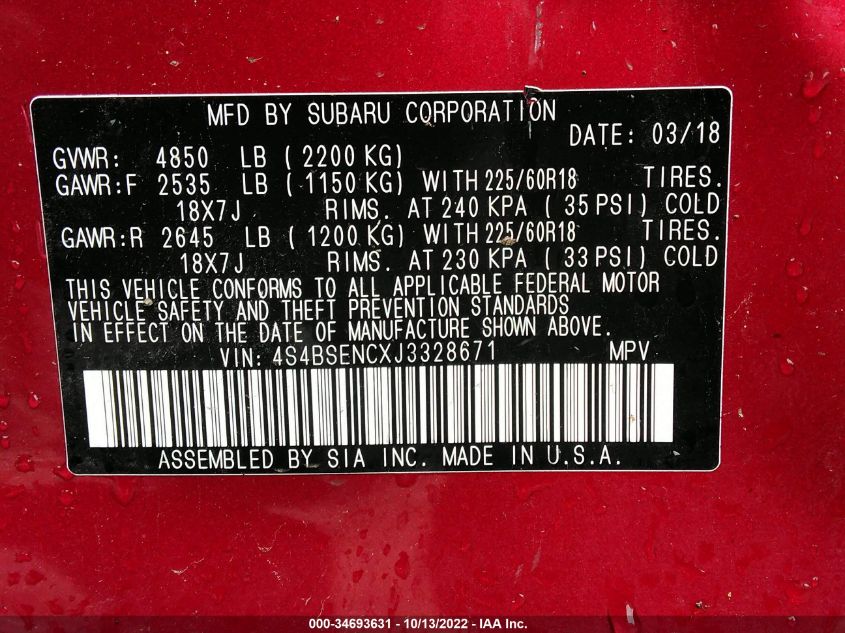 MFD BY SUBARU CORPORATION
DATE: 03/18
GVWR: 4850 LB ( 2200 KG)
GAWR:F 2535 LB ( 1150 KG) WITH 225/60R18 TIRES.
18X7J RIMS. AT 240 KPA ( 35 PSI) COLD
GAWR:R 2645 LB ( 1200 KG) WITH 225/60R18 TIRES.
18X7J RIMS. AT 230 KPA ( 33 PSI) COLD
THIS VEHICLE CONFORMS TO ALL APPLICABLE FEDERAL MOTOR
VEHICLE SAFETY AND THEFT PREVENTION STANDARDS
IN EFFECT ON THE DATE OF MANUFACTURE SHOWN ABOVE.
VIN: 4S4BSENCXJ3328671 MPV
ASSEMBLED BY SIA INC. MADE IN U.S.A.
000-34693631 - 10/13/2022 - IAA Inc.